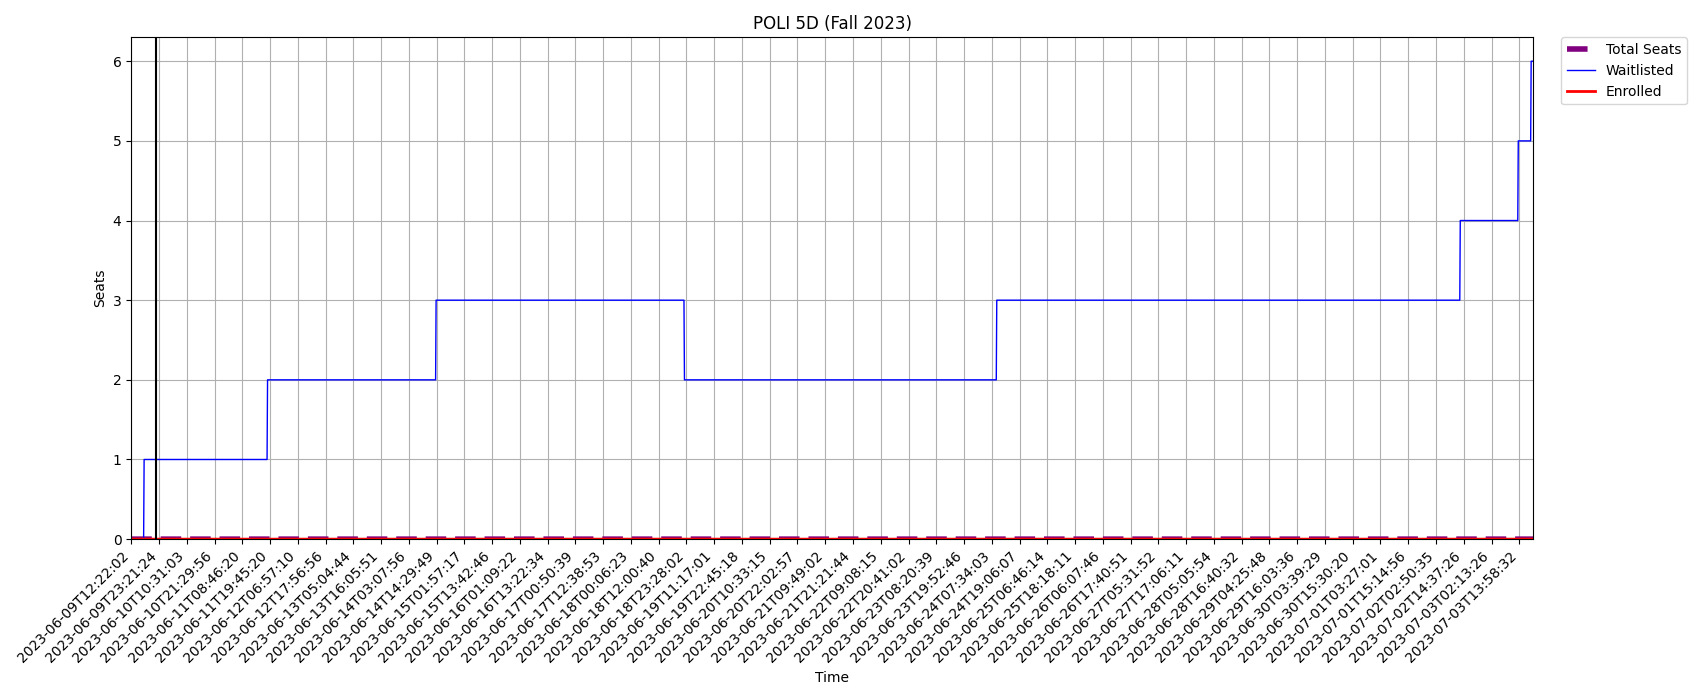 POLI 5D (Fall 2023)
Total Seats
Waitlisted
Enrolled
6
5
4
3
2
1
0
Seats
2023-06-09T12:22:02
2023-06-09T23:21:24
2023-06-10T10:31:03
2023-06-10T21:29:56
2023-06-11T08:46:20
2023-06-11T19:45:20
2023-06-12T06:57:10
2023-06-12T17:56:56
2023-06-13T05:04:44
2023-06-13T16:05:51
2023-06-14T03:07:56
2023-06-14T14:29:49
2023-06-15T01:57:17
2023-06-15T13:42:46
2023-06-16T01:09:22
2023-06-16T13:22:34
2023-06-17T00:50:39
2023-06-17T12:38:53
2023-06-18T00:06:23
2023-06-18T12:00:40
2023-06-18T23:28:02
2023-06-19T11:17:01
2023-06-19T22:45:18
2023-06-20T10:33:15
2023-06-20T22:02:57
2023-06-21T09:49:02
2023-06-21T21:21:44
2023-06-22T09:08:15
2023-06-22T20:41:02
2023-06-23T08:20:39
2023-06-23T19:52:46
2023-06-24T07:34:03
2023-06-24T19:06:07
2023-06-25T06:46:14
2023-06-25T18:18:11
2023-06-26T06:07:46
2023-06-26T17:40:51
2023-06-27T05:31:52
2023-06-27T17:06:11
2023-06-28T05:05:54
2023-06-28T16:40:32
2023-06-29T04:25:48
2023-06-29T16:03:36
2023-06-30T03:39:29
2023-06-30T15:30:20
2023-07-01T03:27:01
2023-07-01T15:14:56
2023-07-02T02:50:35
2023-07-02T14:37:26
2023-07-03T02:13:26
2023-07-03T13:58:32
Time